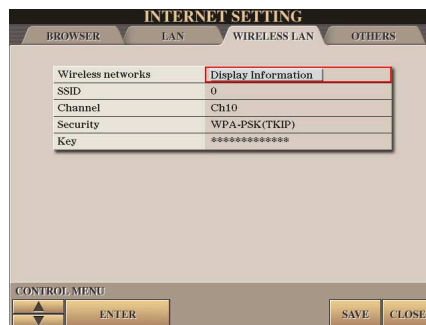 INTERNET SETTING
BROWSER LAN WIRELESS LAN OTHERS
Wireless networks Display Information
SSID 0
Channel Ch10
Security WPA-PSK(TKIP)
Key *************
CONTROL MENU
ENTER SAVE CLOSE